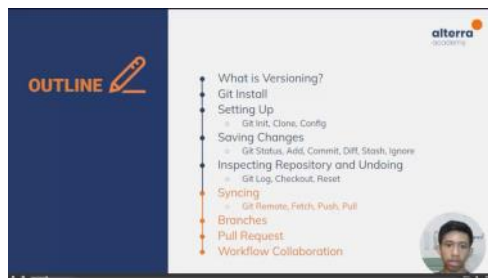 alterra
academy
OUTLINE
What is Versioning?
Git Install
Setting Up
Git Init, Clone, Config
Saving Changes
Git Status, Add, Commit, Diff, Stash, Ignore
Inspecting Repository and Undoing
Git Log, Checkout, Reset
Syncing
Git Remote, Fetch, Push, Pull
Branches
Pull Request
Workflow Collaboration